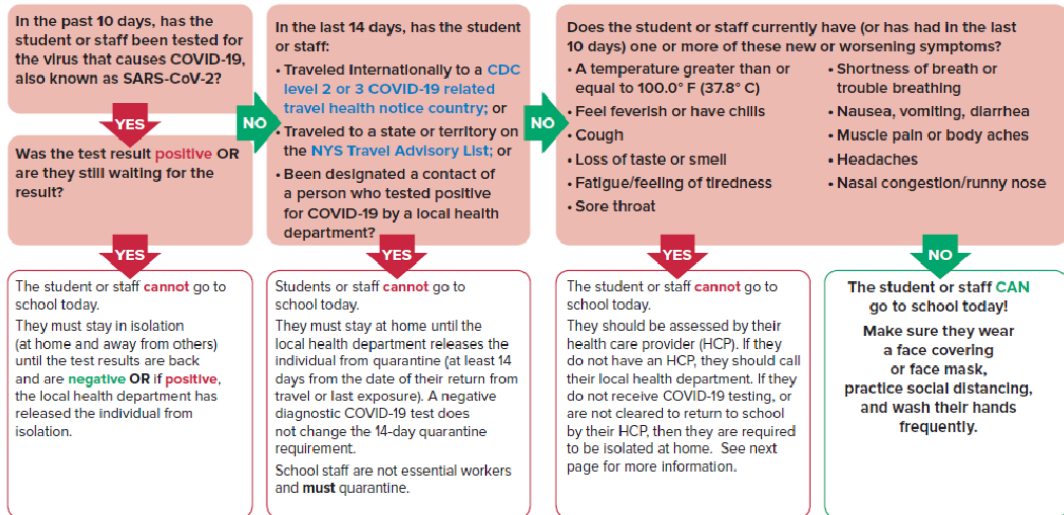 In the past 10 days, has the
student or staff been tested for
the virus that causes COVID-19,
also known as SARS-CoV-2?
YES
Was the test result positive OR
are they still waiting for the
result?
YES
The student or staff cannot go to
school today.
They must stay in isolation
(at home and away from others)
until the test results are back
and are negative OR if positive,
the local health department has
released the individual from
isolation.
NO
In the last 14 days, has the student
or staff:
• Traveled Internationally to a CDC
level 2 or 3 COVID-19 related
travel health notice country; or
• Traveled to a state or territory on
the NYS Travel Advisory List; or
• Been designated a contact of
a person who tested positive
for COVID-19 by a local health
department?
YES
Students or staff cannot go to
school today.
They must stay at home until the
local health department releases the
individual from quarantine (at least 14
days from the date of their return from
travel or last exposure). A negative
diagnostic COVID-19 test does
not change the 14-day quarantine
requirement.
School staff are not essential workers
and must quarantine.
NO
Does the student or staff currently have (or has had in the last
10 days) one or more of these new or worsening symptoms?
• A temperature greater than or
equal to 100.0° F (37.8° C)
• Feel feverish or have chills
• Cough
• Loss of taste or smell
• Fatigue/feeling of tiredness
• Sore throat
• Shortness of breath or
trouble breathing
• Nausea, vomiting, diarrhea
• Muscle pain or body aches
• Headaches
• Nasal congestion/runny nose
YES
The student or staff cannot go to
school today.
They should be assessed by their
health care provider (HCP). If they
do not have an HCP, they should call
their local health department. If they
do not receive COVID-19 testing, or
are not cleared to return to school
by their HCP, then they are required
to be isolated at home. See next
page for more information.
NO
The student or staff CAN
go to school today!
Make sure they wear
a face covering
or face mask,
practice social distancing,
and wash their hands
frequently.